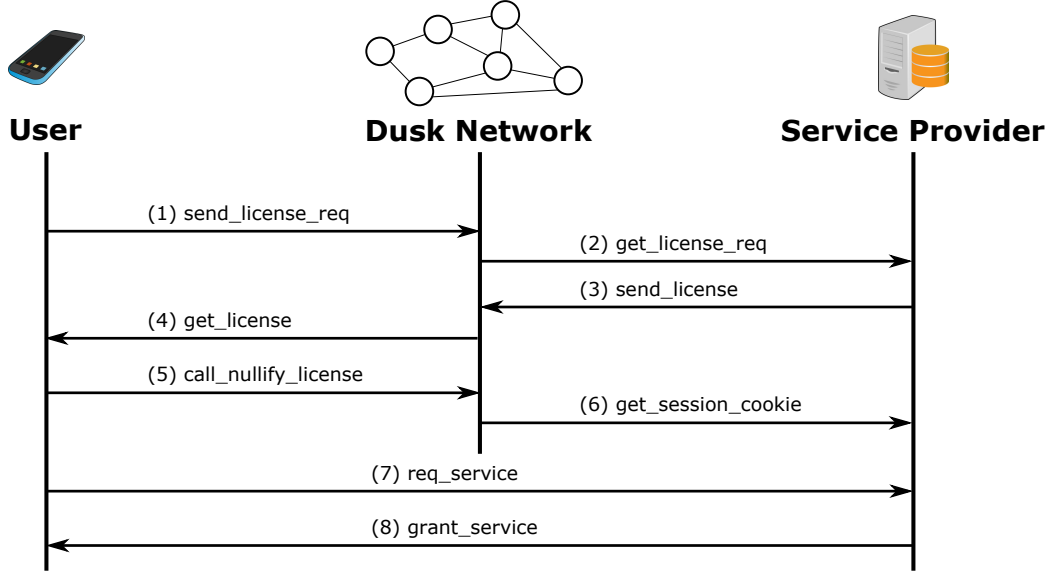 User
Dusk Network
Service Provider
(1) send_license_req
(2) get_license_req
(3) send_license
(4) get_license
(5) call_nullify_license
(6) get_session_cookie
(7) req_service
(8) grant_service